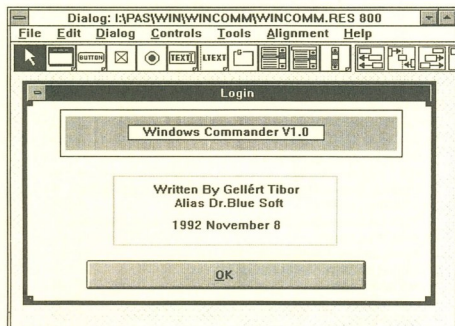 Dialog: I:\PAS\WIN\WINCOMM\WINCOMM.RES 800
File Edit Dialog Controls Tools Alignment Help
BUTTON TEXT LTEXT
Login
Windows Commander V1.0
Written By Gellért Tibor
Alias Dr.Blue Soft
1992 November 8
OK